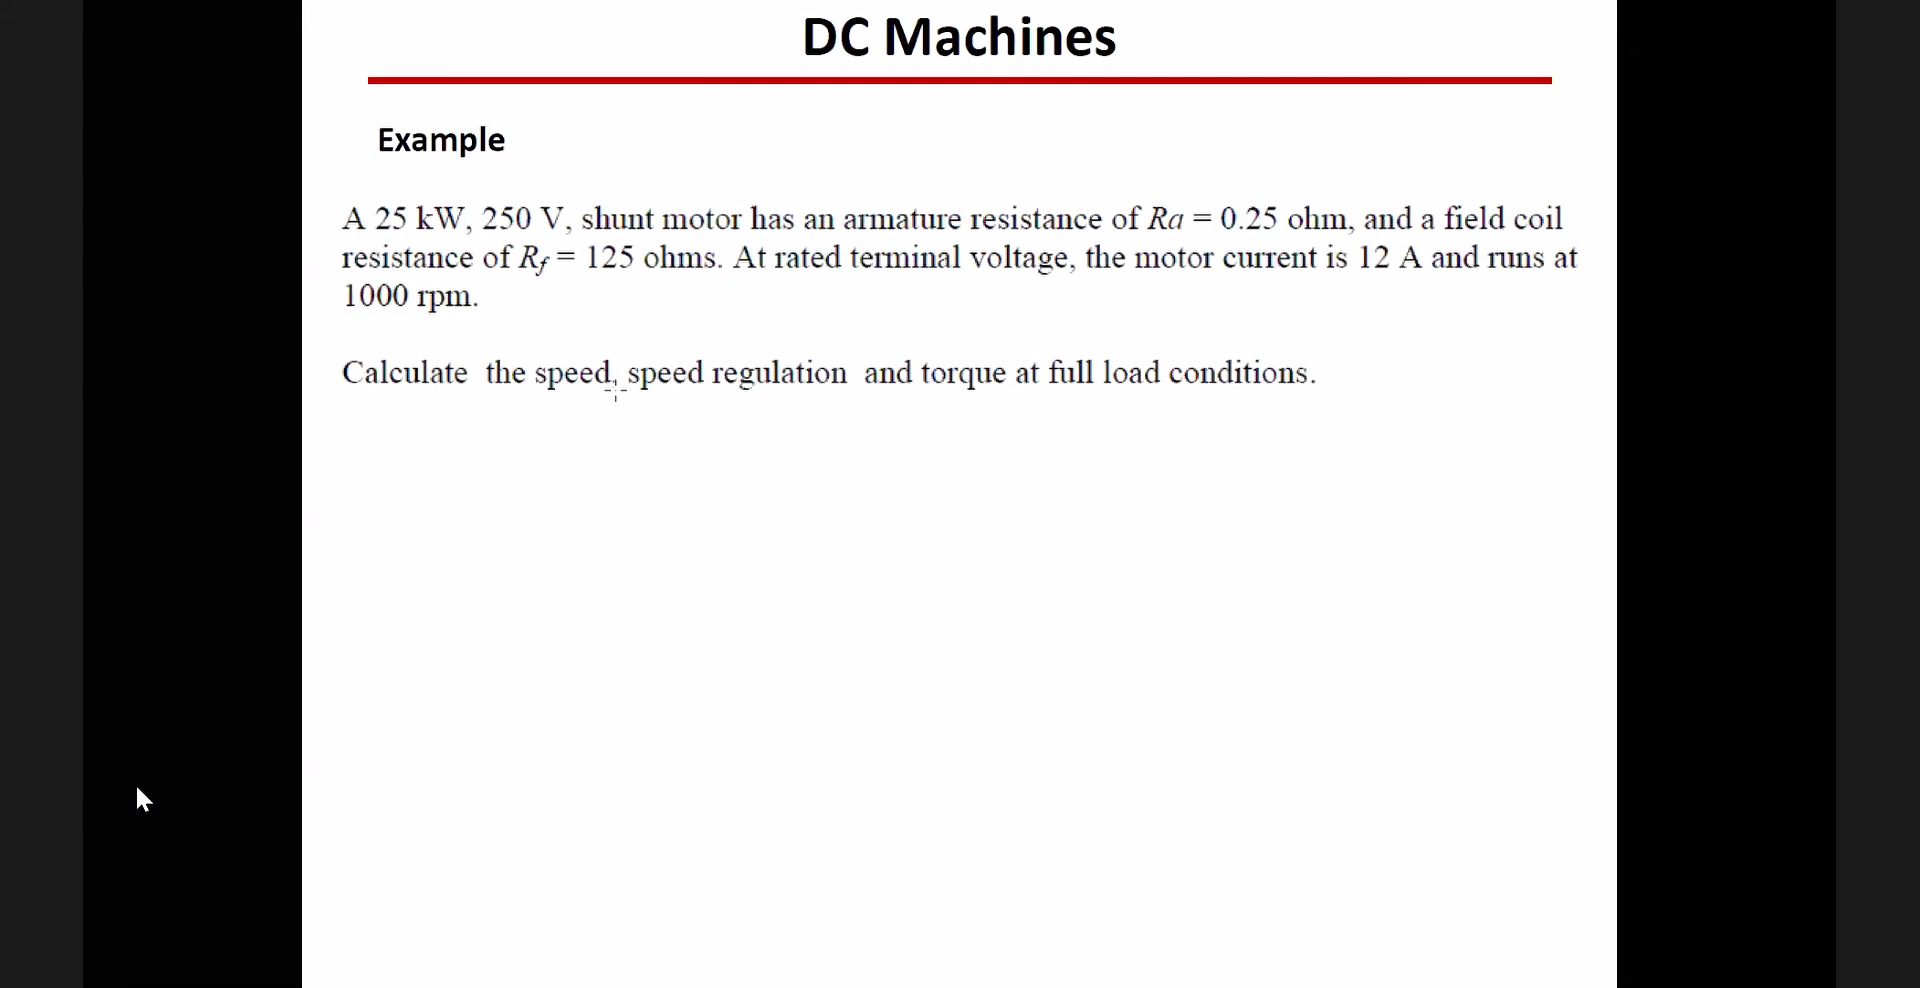 DC Machines
Example
A 25 kW, 250 V, shunt motor has an armature resistance of Ra = 0.25 ohm, and a field coil
resistance of Rf = 125 ohms. At rated terminal voltage, the motor current is 12 A and runs at
1000 rpm.
Calculate the speed, speed regulation and torque at full load conditions.